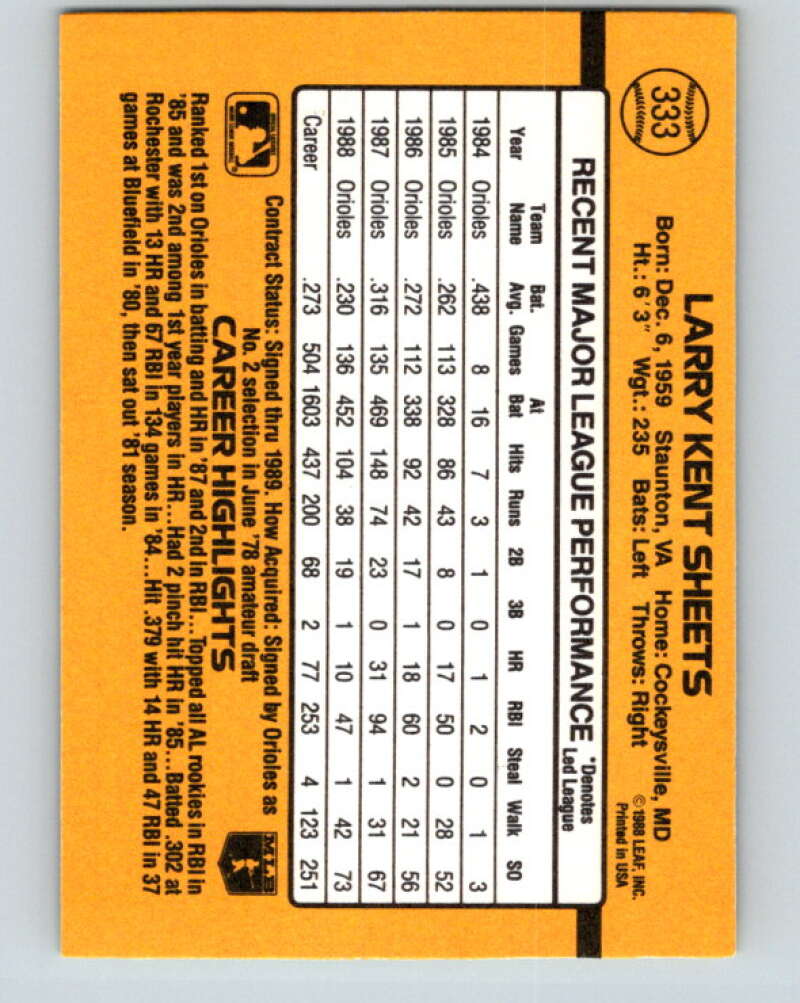 333
LARRY KENT SHEETS
Born: Dec. 6, 1959 Staunton, VA Home: Cockeysville, MD
Ht.: 6'3" Wgt.: 235 Bats: Left Throws: Right
©1988 LEAF, INC.
Printed in USA
RECENT MAJOR LEAGUE PERFORMANCE *Denotes Led League
Year Team Name Bat. Avg. Games At Bat Hits Runs 2B 3B HR RBI Steal Walk SO
1984 Orioles .438 8 16 7 3 1 0 1 2 0 1 3
1985 Orioles .262 113 328 86 43 8 0 17 50 0 28 52
1986 Orioles .272 112 338 92 42 17 1 18 60 2 21 56
1987 Orioles .316 135 469 148 74 23 0 31 94 1 31 67
1988 Orioles .230 136 452 104 38 19 1 10 47 1 42 73
Career .273 504 1603 437 200 68 2 77 253 4 123 251
Contract Status: Signed thru 1989. How Acquired: Signed by Orioles as
No. 2 selection in June '78 amateur draft
MLB
CAREER HIGHLIGHTS
Ranked 1st on Orioles in batting and HR in '87 and 2nd in RBI...Topped all AL rookies in RBI in
'85 and was 2nd among 1st year players in HR...Had 2 pinch hit HR in '85...Batted .302 at
Rochester with 13 HR and 67 RBI in 134 games in '84...Hit .379 with 14 HR and 47 RBI in 37
games at Bluefield in '80, then sat out '81 season.